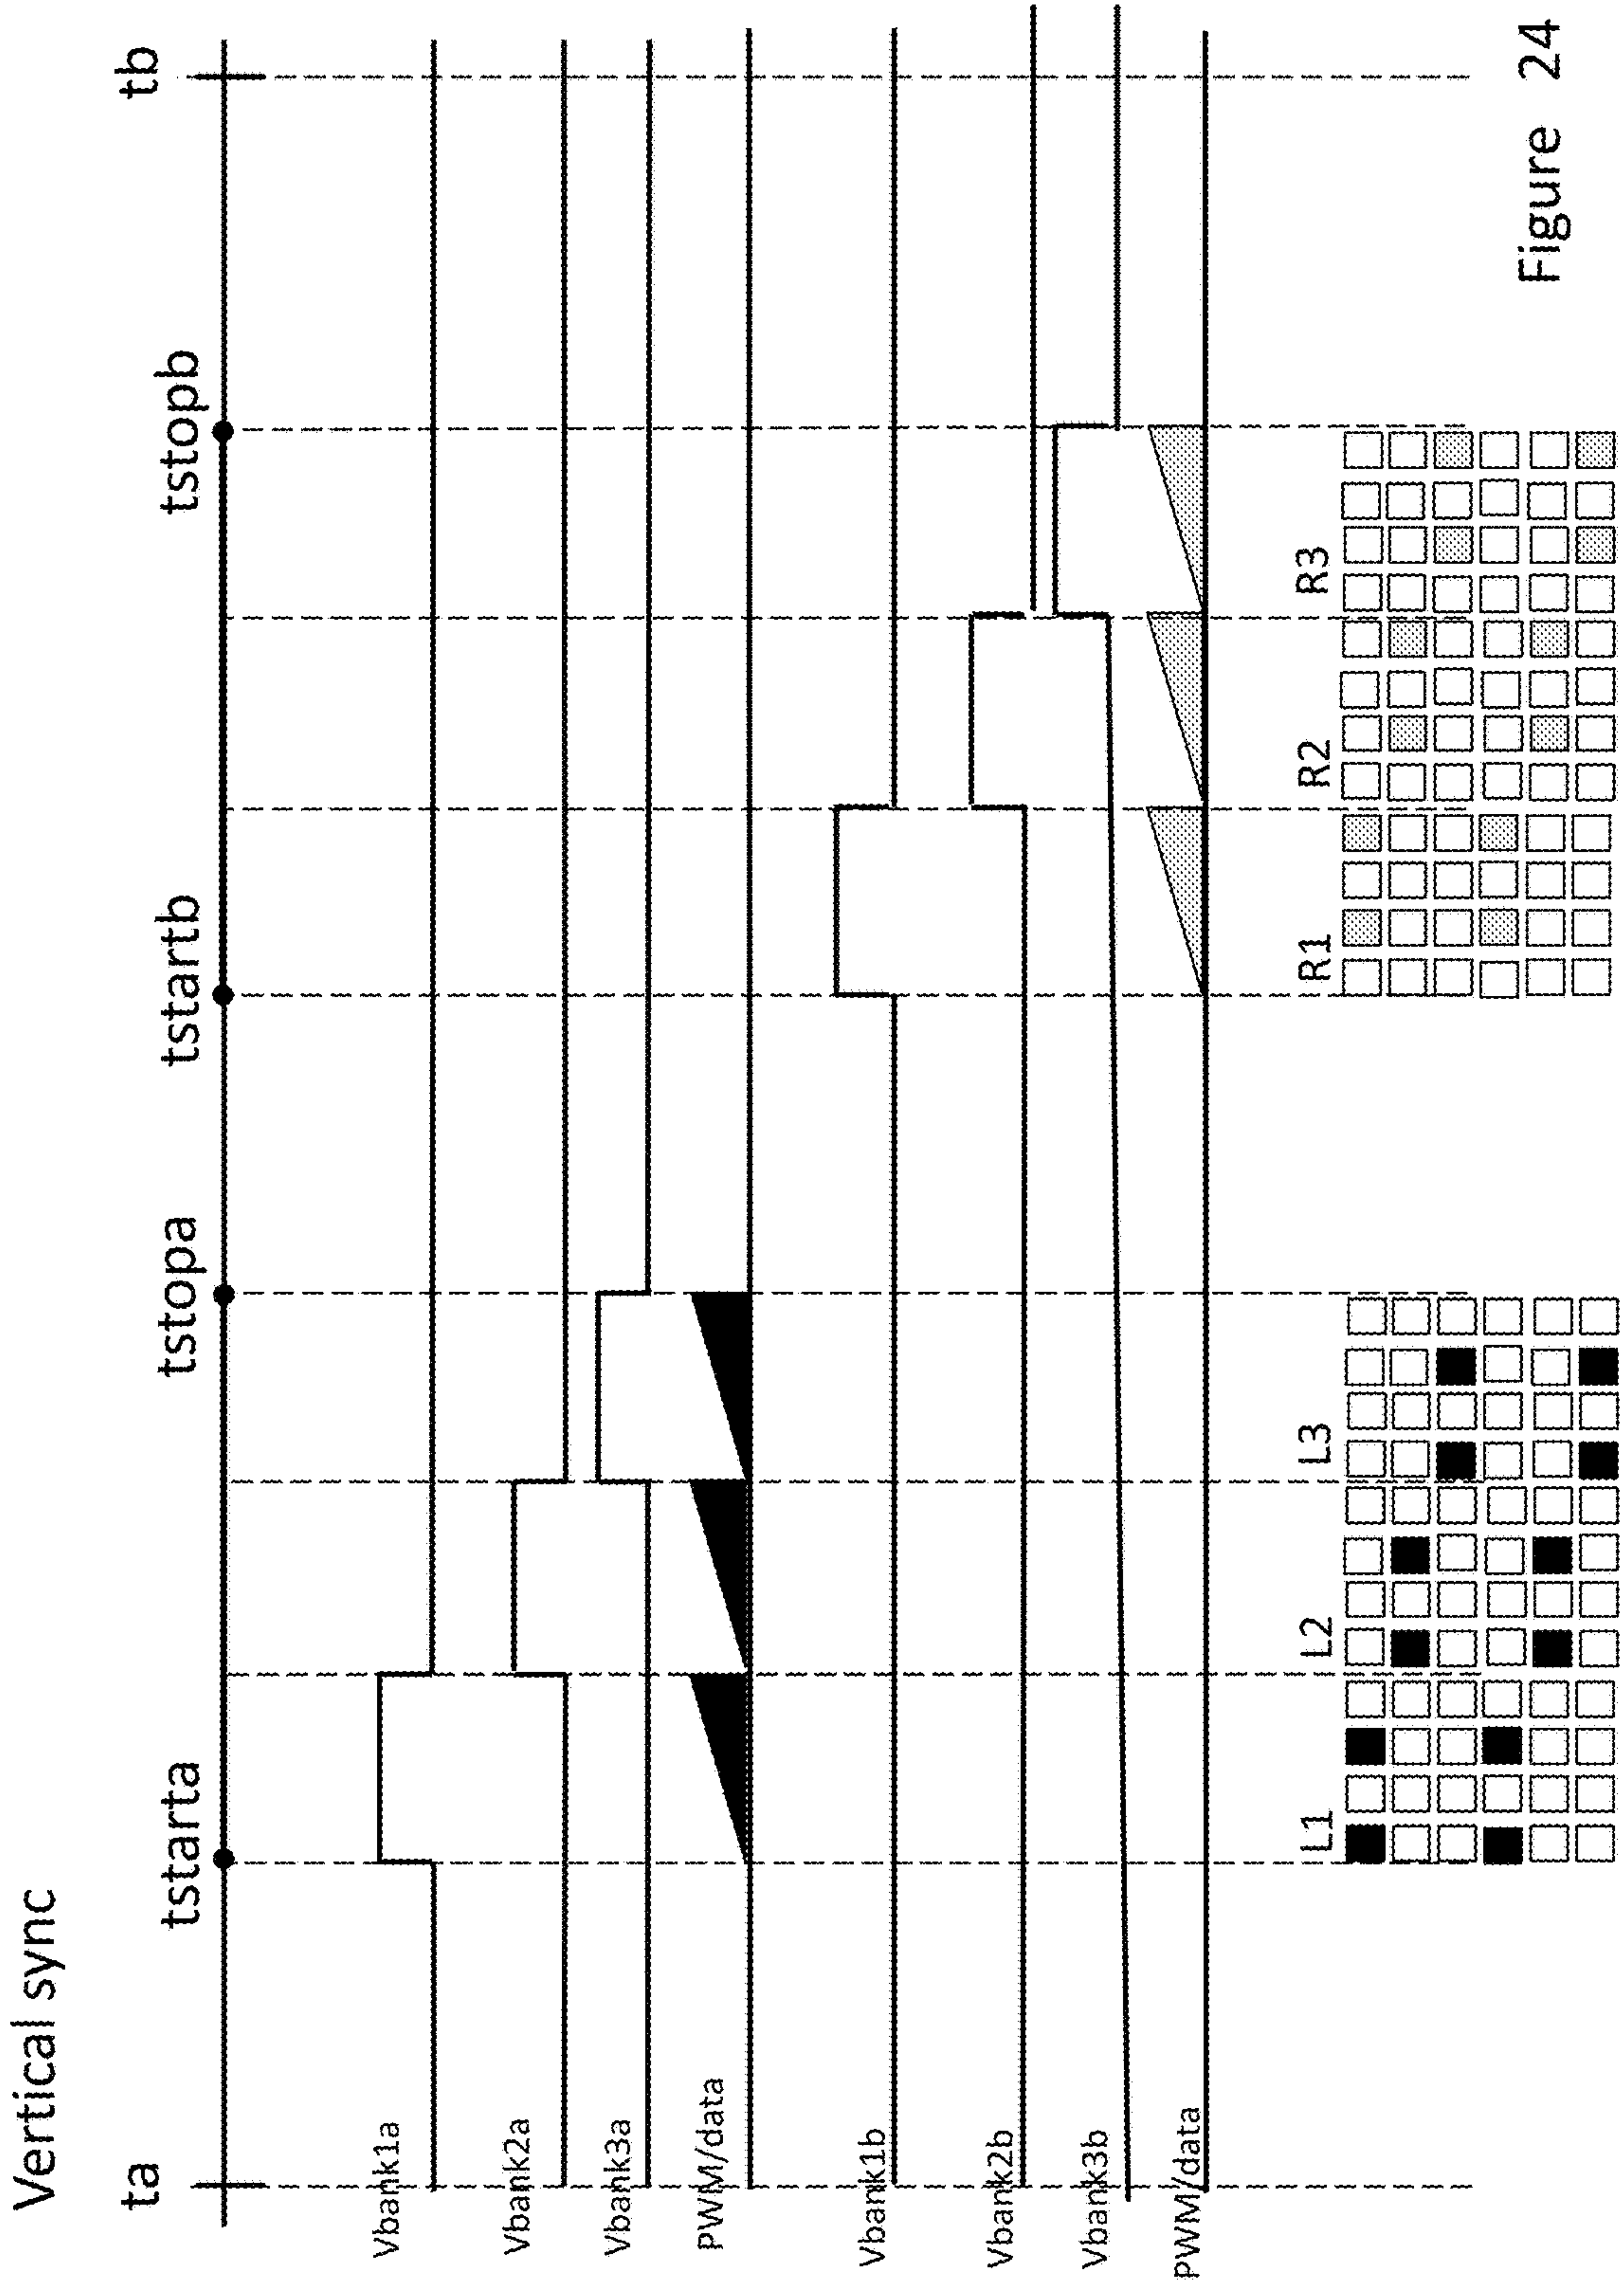 Vertical sync
ta
tstarta
tstopa
tstartb
tstopb
tb
Vbank1a
Vbank2a
Vbank3a
PWM/data
Vbank1b
Vbank2b
Vbank3b
PWM/data
L1
L2
L3
R1
R2
R3
Figure 24